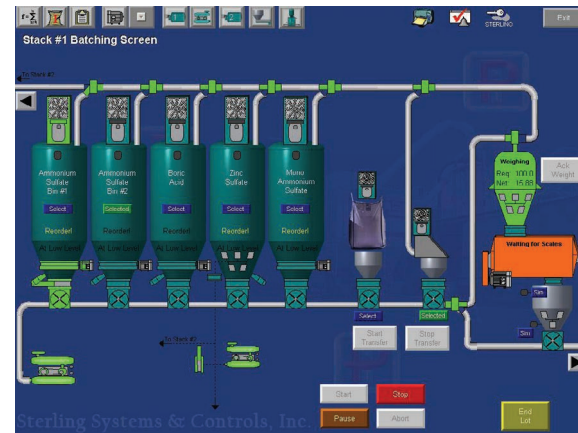 STERLING
Exit
Stack #1 Batching Screen
To Stack #2
Ammonium
Sulfate
Bin #1
Select
Reorder!
At Low Level
Ammonium
Sulfate
Bin #2
Selected
Reorder!
At Low Level
Boric
Acid
Select
Reorder!
At Low Level
Zinc
Sulfate
Select
Reorder!
At Low Level
Mono
Ammonium
Sulfate
Select
Reorder!
At Low Level
Weighing
Req: 100.0
Net: 15.88
Ack
Weight
Waiting for Scales
Sim
Sim
Select
Selected
Start
Transfer
Stop
Transfer
To Stack #2
Start
Stop
Pause
Abort
End
Lot
Sterling Systems & Controls, Inc.